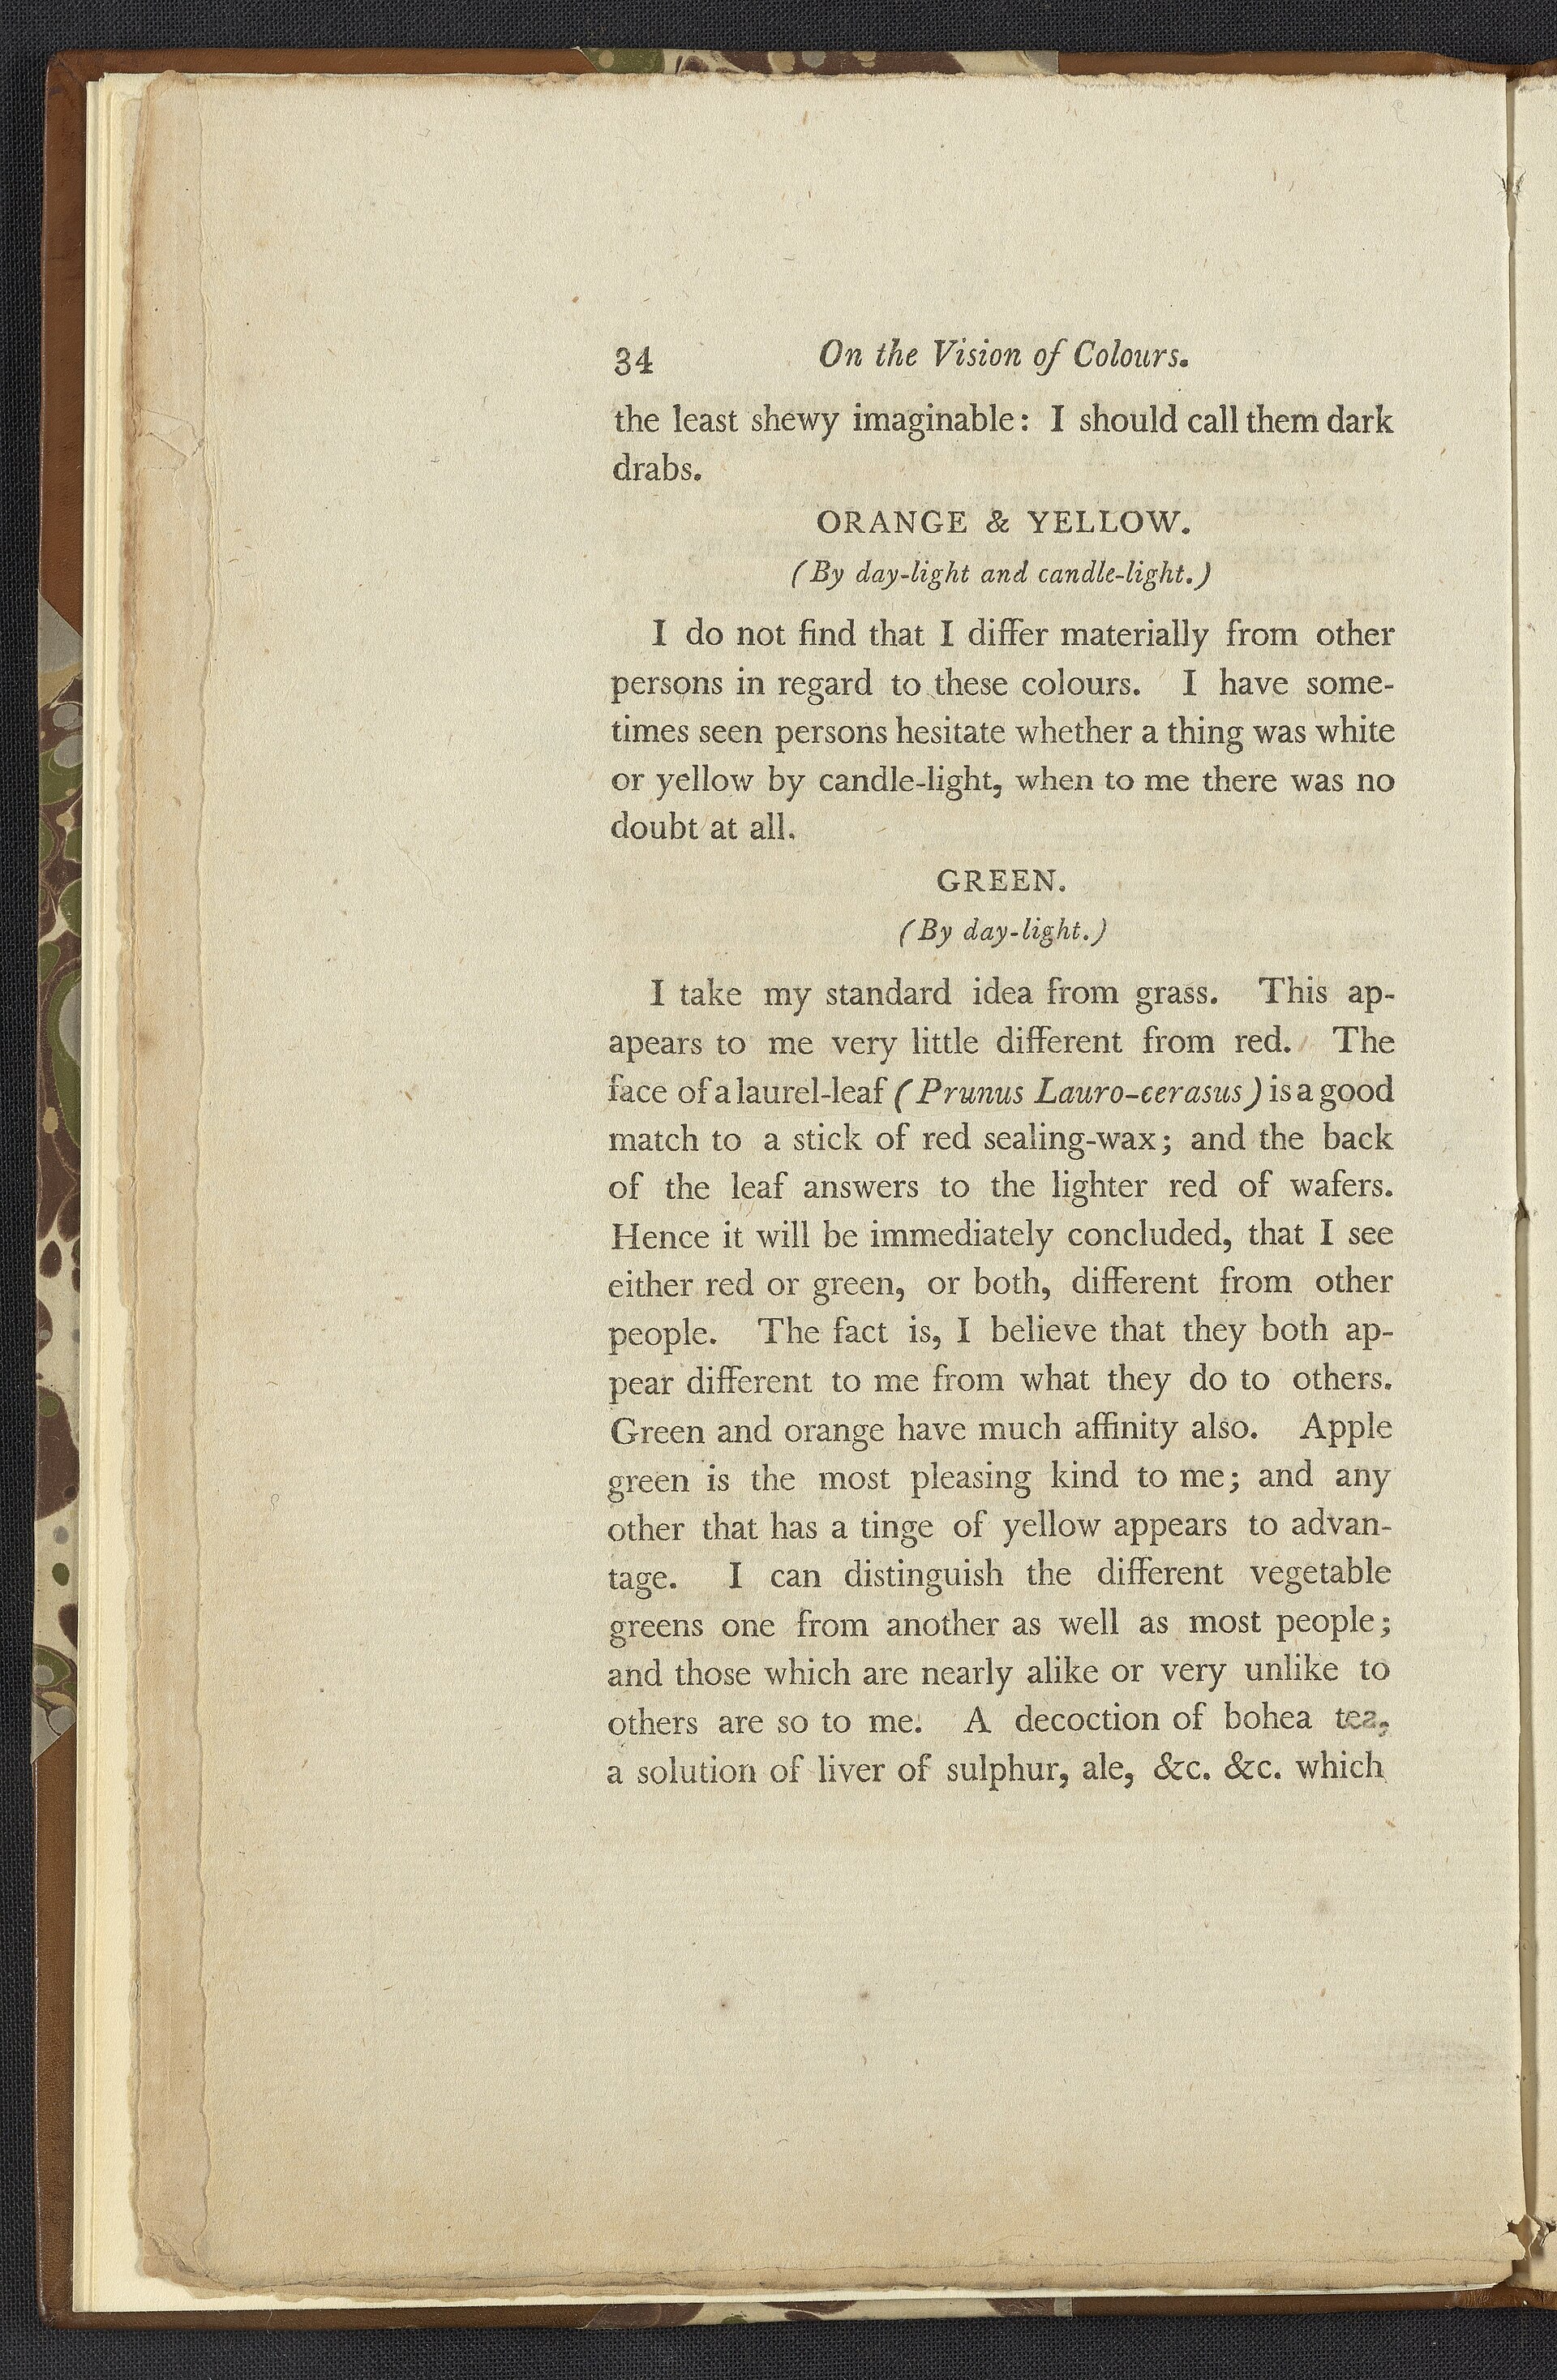 34 On the Vision of Colours.
the least shewy imaginable: I should call them dark
drabs.
ORANGE & YELLOW.
(By day-light and candle-light.)
I do not find that I differ materially from other
persons in regard to these colours. I have some-
times seen persons hesitate whether a thing was white
or yellow by candle-light, when to me there was no
doubt at all.
GREEN.
(By day-light.)
I take my standard idea from grass. This ap-
apears to me very little different from red. The
face of a laurel-leaf (Prunus Lauro-cerasus) is a good
match to a stick of red sealing-wax; and the back
of the leaf answers to the lighter red of wafers.
Hence it will be immediately concluded, that I see
either red or green, or both, different from other
people. The fact is, I believe that they both ap-
pear different to me from what they do to others.
Green and orange have much affinity also. Apple
green is the most pleasing kind to me; and any
other that has a tinge of yellow appears to advan-
tage. I can distinguish the different vegetable
greens one from another as well as most people;
and those which are nearly alike or very unlike to
others are so to me. A decoction of bohea tea,
a solution of liver of sulphur, ale, &c. &c. which